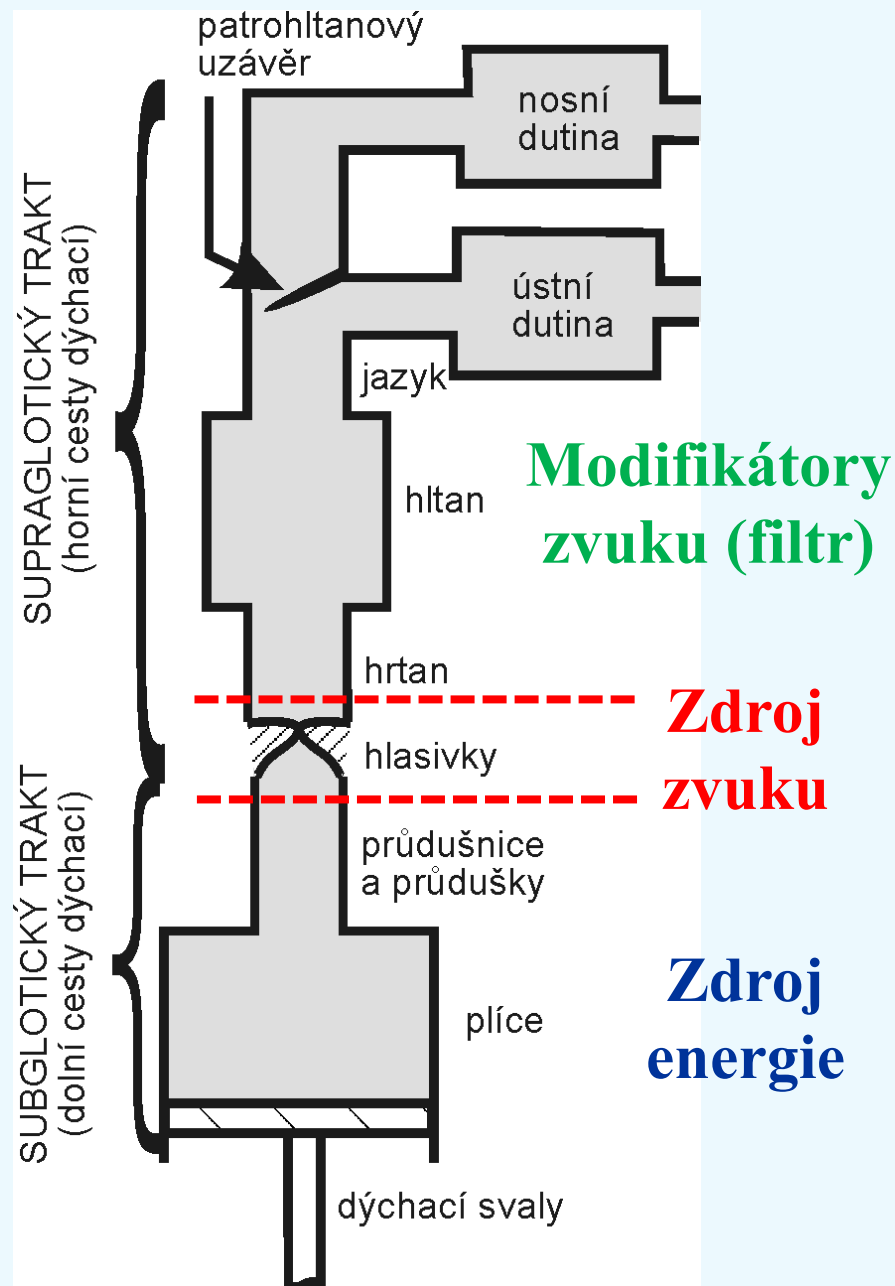 patrohltanový
uzávěr
nosní
dutina
ústní
dutina
jazyk
SUPRAGLOTICKÝ TRAKT
(horní cesty dýchací)
hltan
Modifikátory
zvuku (filtr)
hrtan
Zdroj
zvuku
hlasivky
SUBGLOTICKÝ TRAKT
(dolní cesty dýchací)
průdušnice
a průdušky
plíce
Zdroj
energie
dýchací svaly